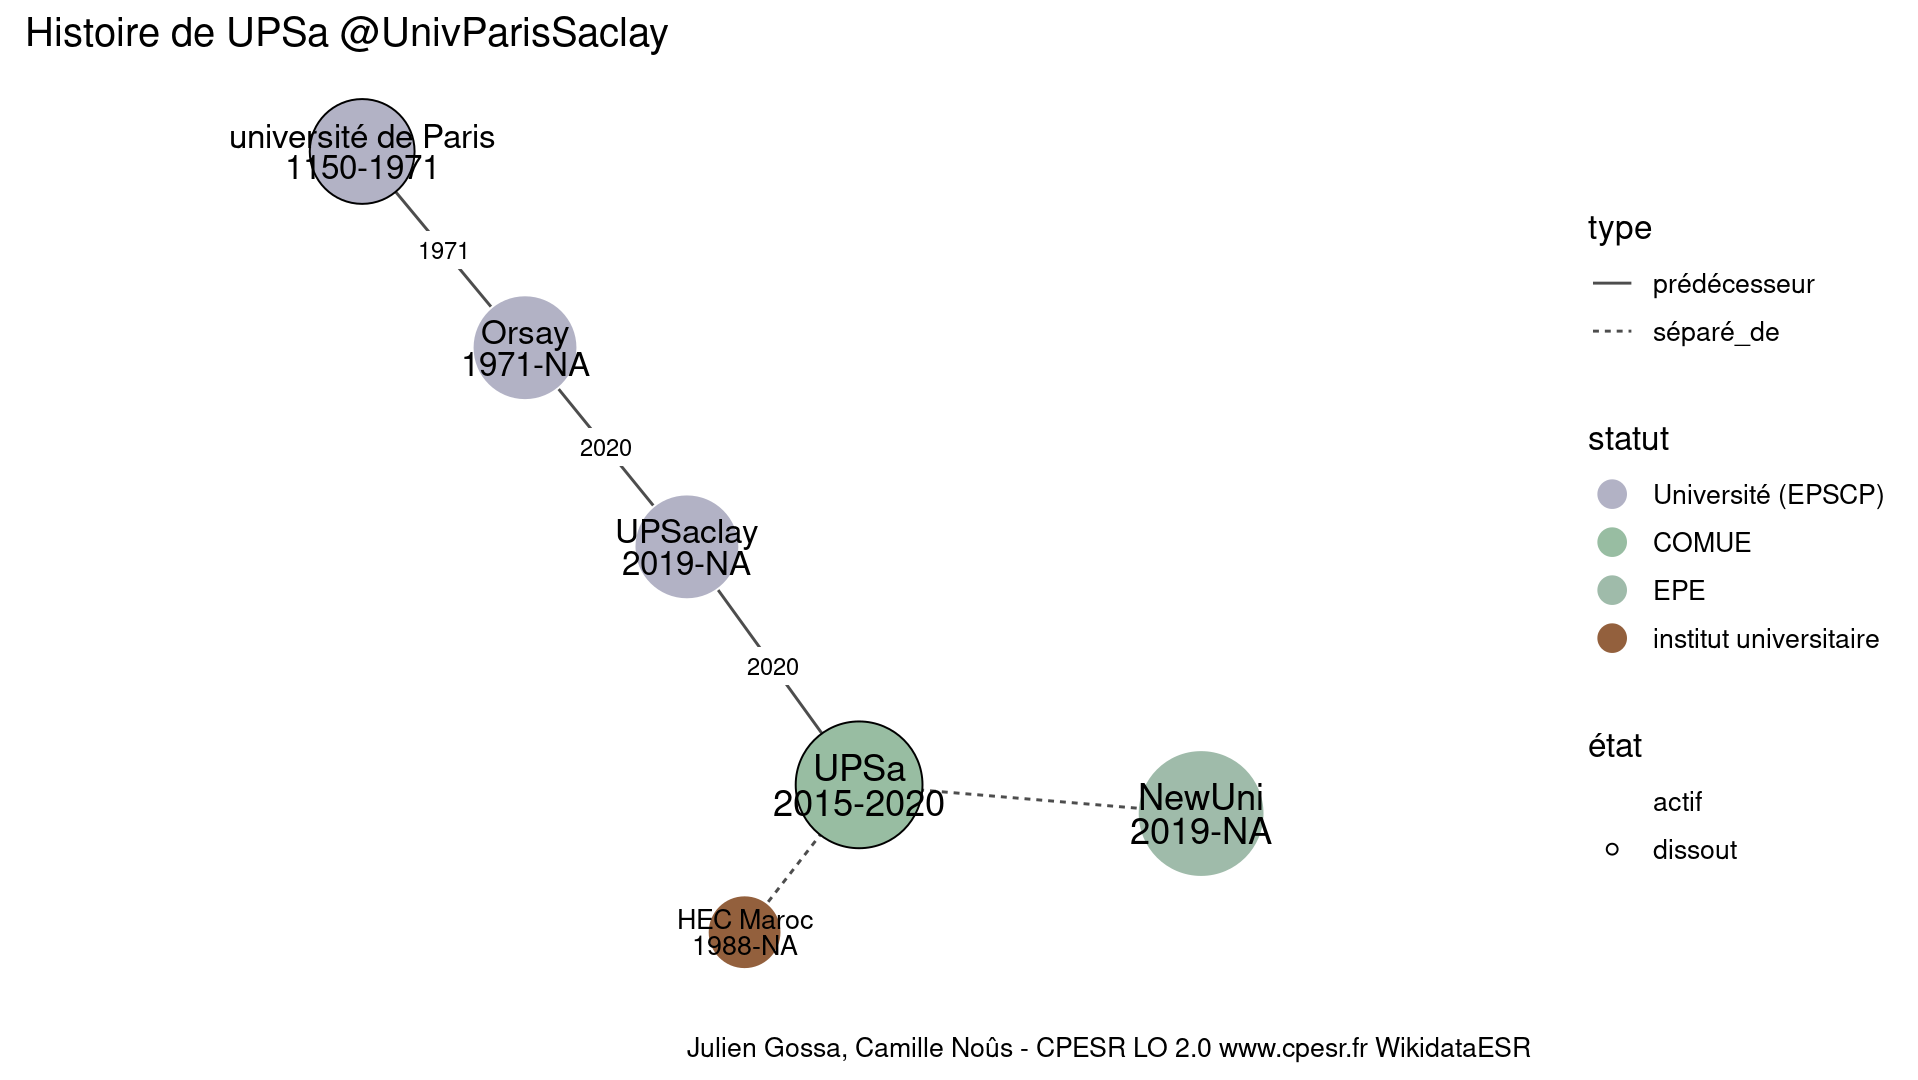 Histoire de UPSa @UnivParisSaclay
université de Paris
1150-1971
1971
Orsay
1971-NA
2020
UPSaclay
2019-NA
2020
UPSa
2015-2020
NewUni
2019-NA
HEC Maroc
1988-NA
type
prédécesseur
séparé_de
statut
Université (EPSCP)
COMUE
EPE
institut universitaire
état
actif
dissout
Julien Gossa, Camille Noûs - CPESR LO 2.0 www.cpesr.fr WikidataESR